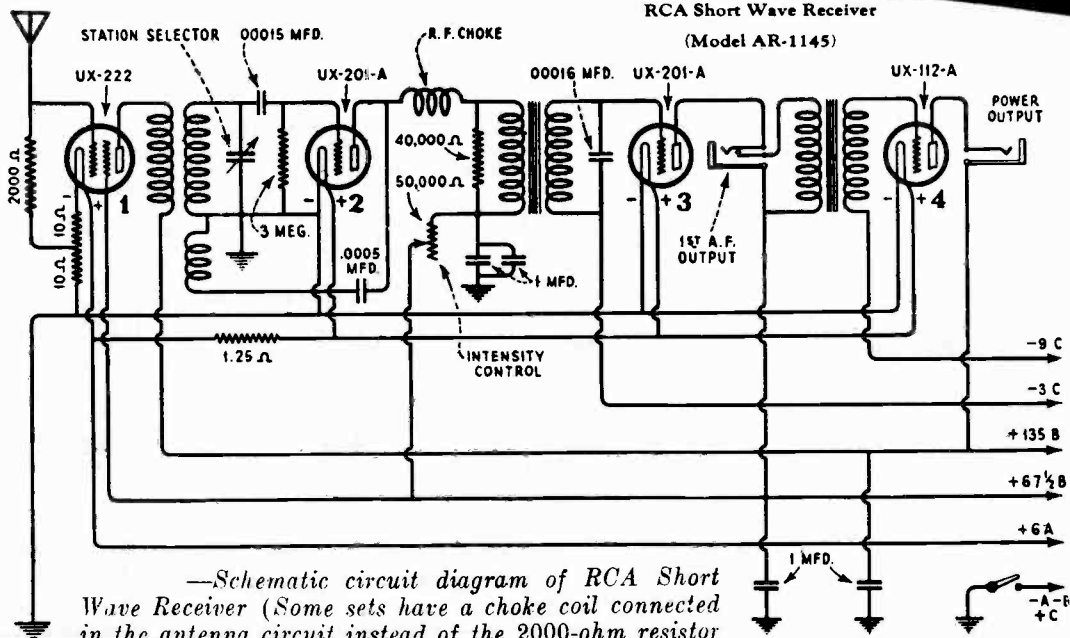 RCA Short Wave Receiver
(Model AR-1145)
STATION SELECTOR
.00015 MFD.
R.F. CHOKE
UX-222
UX-201-A
.00016 MFD.
UX-201-A
UX-112-A
POWER OUTPUT
2000 Ω
10 Ω
10 Ω
+
1
3 MEG.
-
+2
40,000 Ω
50,000 Ω
.0005 MFD.
1 MFD.
-
+3
1ST A.F. OUTPUT
-
+4
1.25 Ω
INTENSITY CONTROL
-9 C
-3 C
+135 B
+67½ B
+6 A
1 MFD.
-A-B
+C
—Schematic circuit diagram of RCA Short
Wave Receiver (Some sets have a choke coil connected
in the antenna circuit instead of the 2000-ohm resistor